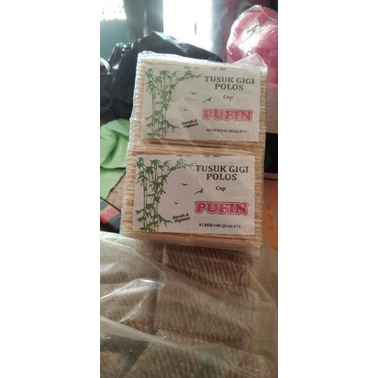 TUSUK GIGI
POLOS
Cap
PUFIN
SUPERIOR QUALITY
TUSUK GIGI
POLOS
Cap
PUFIN
SUPERIOR QUALITY